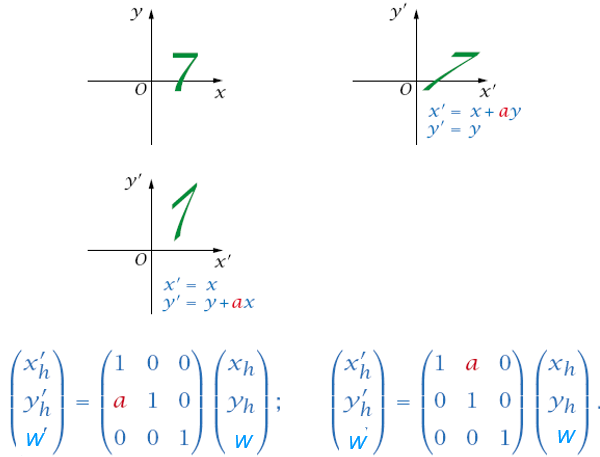 y
7
O
x
y′
7
O
x′
x′ = x + ay
y′ = y
y′
7
O
x′
x′ = x
y′ = y + ax
(x′ₕ) = (1 0 0) (xₕ)
(y′ₕ) = (a 1 0) (yₕ) ;
(w′) = (0 0 1) (w)
(x′ₕ) = (1 a 0) (xₕ)
(y′ₕ) = (0 1 0) (yₕ) .
(w′) = (0 0 1) (w)